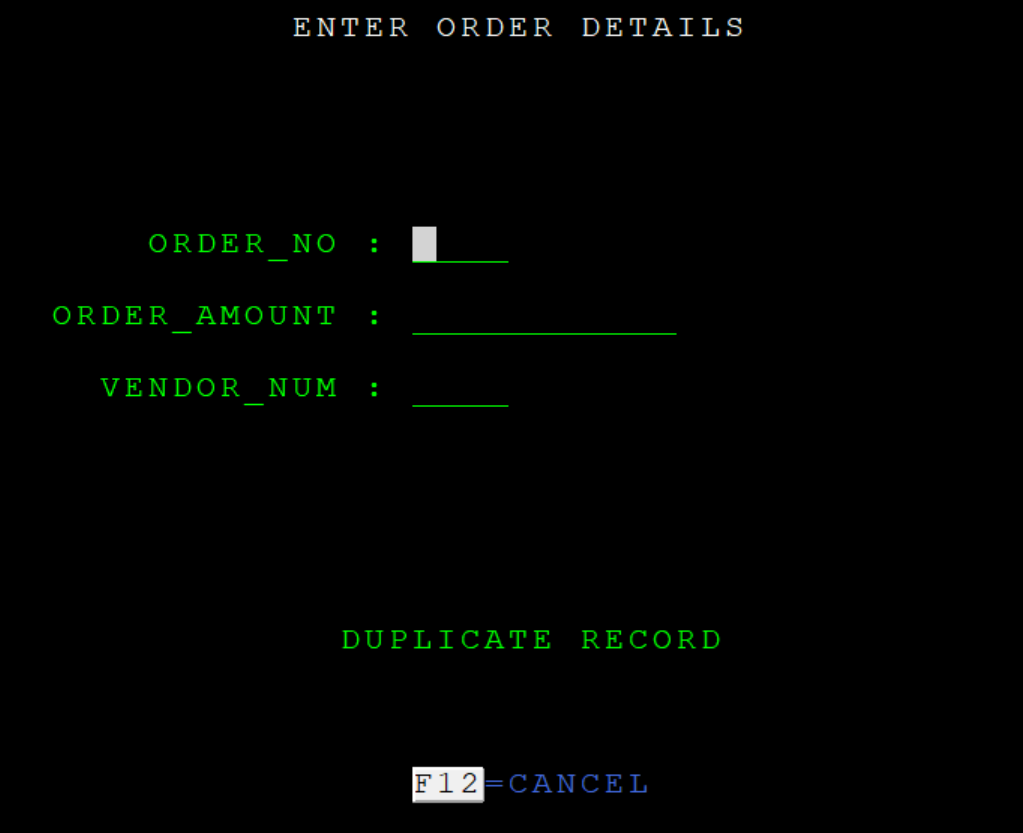 ENTER ORDER DETAILS
ORDER_NO :
ORDER_AMOUNT :
VENDOR_NUM :
DUPLICATE RECORD
F12=CANCEL